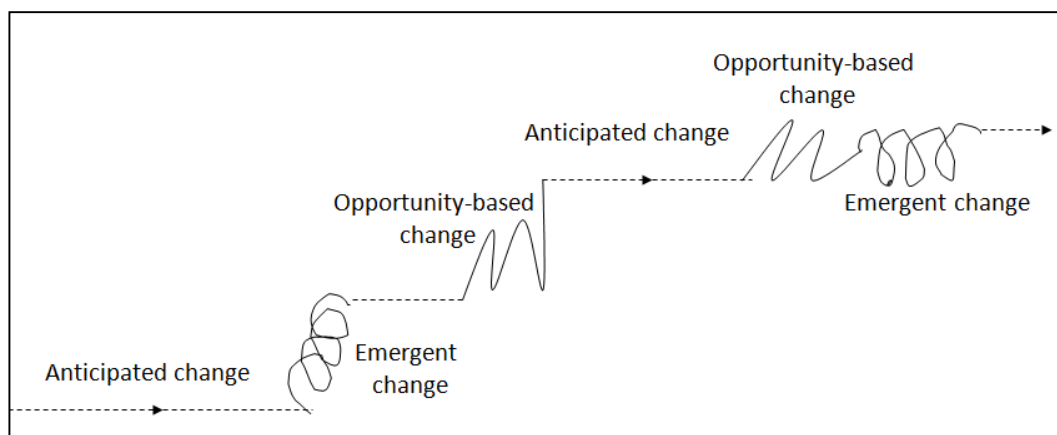 Anticipated change
Emergent
change
Opportunity-based
change
Anticipated change
Opportunity-based
change
Emergent change